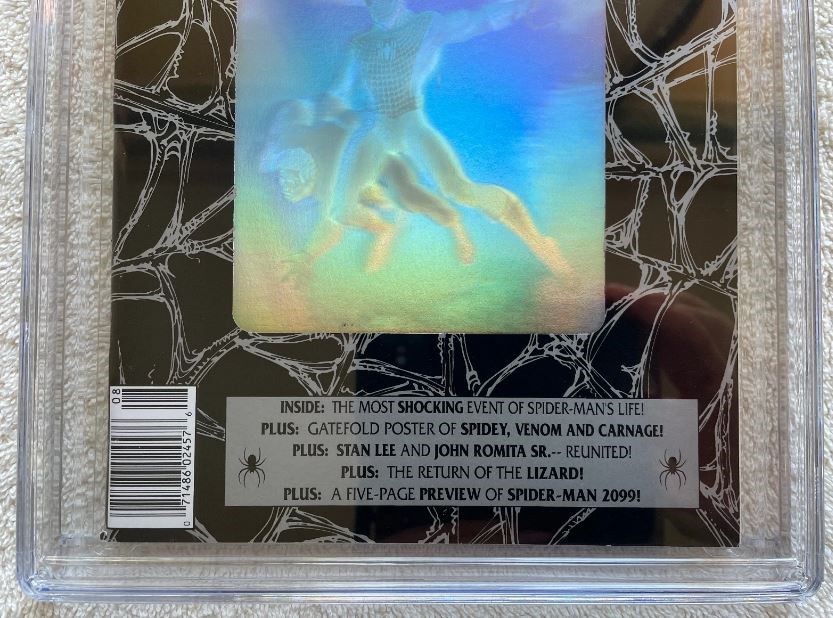 INSIDE: THE MOST SHOCKING EVENT OF SPIDER-MAN'S LIFE!
PLUS: GATEFOLD POSTER OF SPIDEY, VENOM AND CARNAGE!
PLUS: STAN LEE AND JOHN ROMITA SR.-- REUNITED!
PLUS: THE RETURN OF THE LIZARD!
PLUS: A FIVE-PAGE PREVIEW OF SPIDER-MAN 2099!
08
0 71486 02457 6